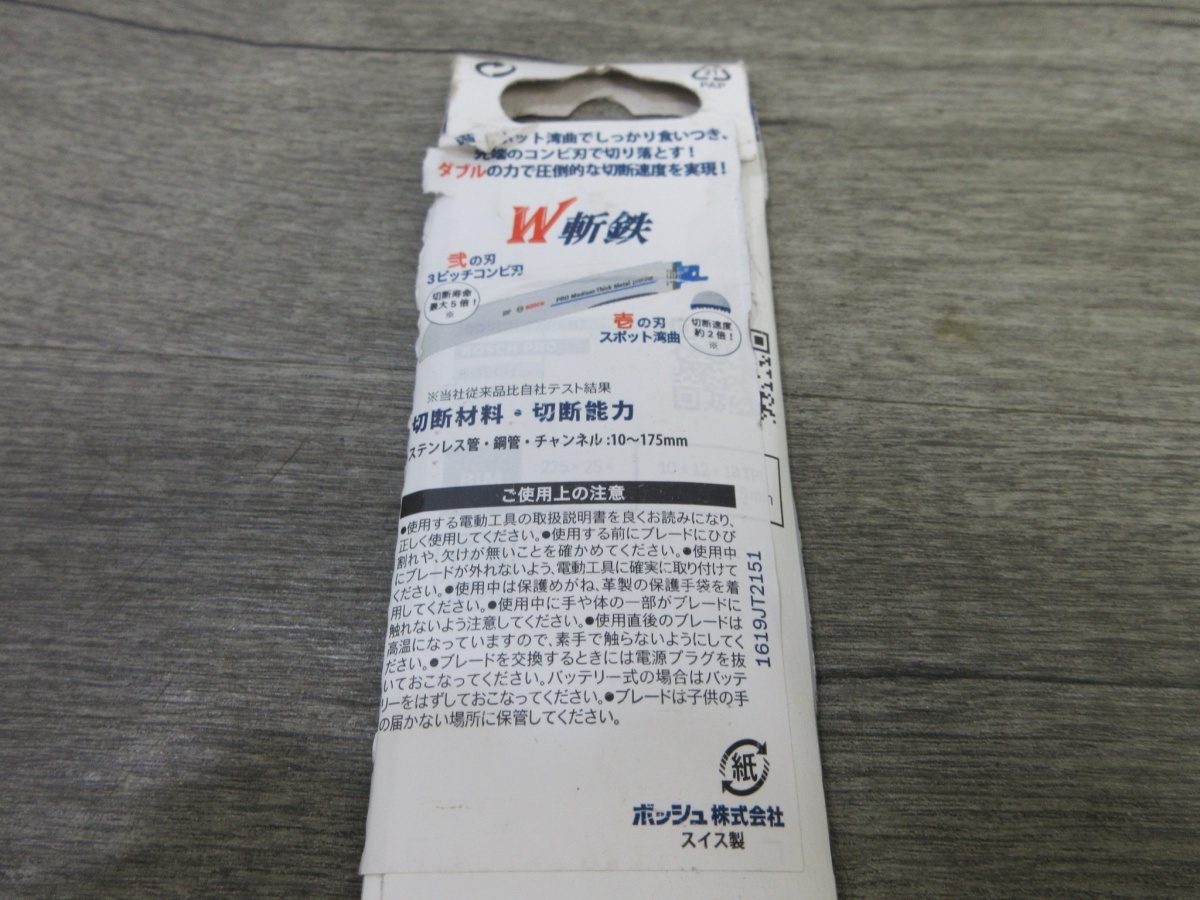 PAP
ット湾曲でしっかり食いつき、
先端のコンビ刃で切り落とす!
ダブルの力で圧倒的な切断速度を実現!
W斬鉄
弐の刃
3ピッチコンビ刃
切断寿命
最大5倍!
※
BOSCH PRO Medium-Thick Metal
壱の刃
スポット湾曲
切断速度
約2倍!
※
※当社従来品比自社テスト結果
切断材料・切断能力
ステンレス管・鋼管・チャンネル:10~175mm
ご使用上の注意
●使用する電動工具の取扱説明書を良くお読みになり、
正しく使用してください。●使用する前にブレードにひび
割れや、欠けが無いことを確かめてください。●使用中
にブレードが外れないよう、電動工具に確実に取り付けて
ください。●使用中は保護めがね、革製の保護手袋を着
用してください。●使用中に手や体の一部がブレードに
触れないよう注意してください。●使用直後のブレードは
高温になっていますので、素手で触らないようにしてく
ださい。●ブレードを交換するときには電源プラグを抜
いておこなってください。バッテリー式の場合はバッテ
リーをはずしておこなってください。●ブレードは子供の手
の届かない場所に保管してください。
1619JT2151
紙
ボッシュ株式会社
スイス製